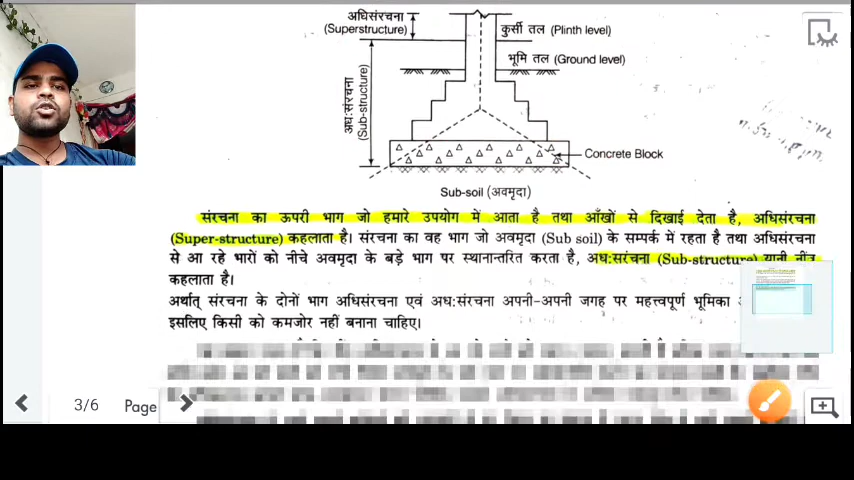 अधिसंरचना
(Superstructure)
कुर्सी तल (Plinth level)
भूमि तल (Ground level)
अध:संरचना
(Sub-structure)
Concrete Block
Sub-soil (अवमृदा)
संरचना का ऊपरी भाग जो हमारे उपयोग में आता है तथा आँखों से दिखाई देता है, अधिसंरचना
(Super-structure) कहलाता है। संरचना का वह भाग जो अवमृदा (Sub soil) के सम्पर्क में रहता है तथा अधिसंरचना
से आ रहे भारों को नीचे अवमृदा के बड़े भाग पर स्थानान्तरित करता है, अध:सरंचना (Sub-structure) यानी नींव
कहलाता है।
अर्थात् संरचना के दोनों भाग अधिसंरचना एवं अध:संरचना अपनी-अपनी जगह पर महत्त्वपूर्ण भूमिका
इसलिए किसी को कमजोर नहीं बनाना चाहिए।
3/6 Page